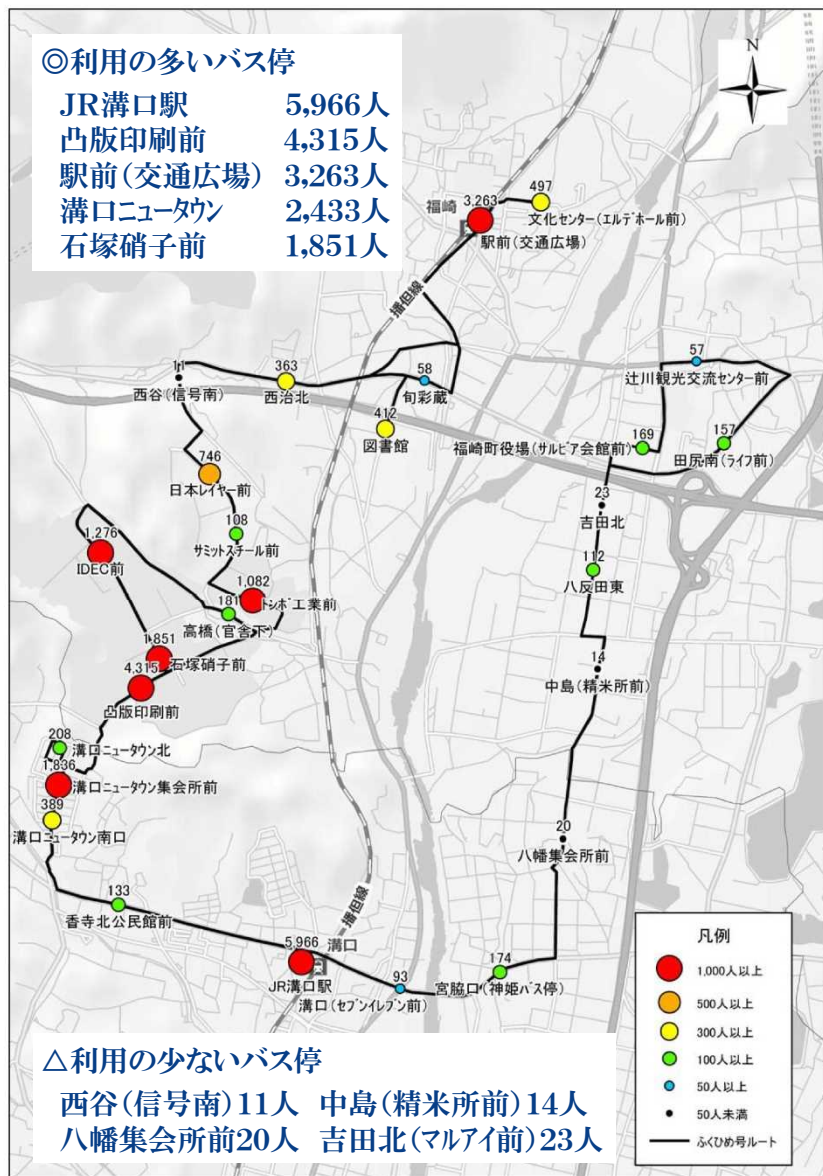 ◎利用の多いバス停
JR溝口駅 5,966人
凸版印刷前 4,315人
駅前(交通広場) 3,263人
溝口ニュータウン 2,433人
石塚硝子前 1,851人
N
3,263
497
福崎
文化センター(エルデホール前)
駅前(交通広場)
播但線
11
西谷(信号南)
363
西治北
58
旬彩蔵
57
辻川観光交流センター前
412
図書館
169
福崎町役場(サルビア会館前)
157
田尻南(ライフ前)
746
日本レイヤー前
23
吉田北
108
サミットスチール前
112
八反田東
1,276
IDEC前
1,082
トシボ工業前
181
高橋(官舎下)
1,851
石塚硝子前
4,315
凸版印刷前
14
中島(精米所前)
208
溝口ニュータウン北
1,836
溝口ニュータウン集会所前
389
溝口ニュータウン南口
20
八幡集会所前
133
香寺北公民館前
播但線
5,966
溝口
JR溝口駅
93
溝口(セブンイレブン前)
174
宮脇口(神姫バス停)
凡例
1,000人以上
500人以上
300人以上
100人以上
50人以上
50人未満
ふくひめ号ルート
△利用の少ないバス停
西谷(信号南)11人 中島(精米所前)14人
八幡集会所前20人 吉田北(マルアイ前)23人